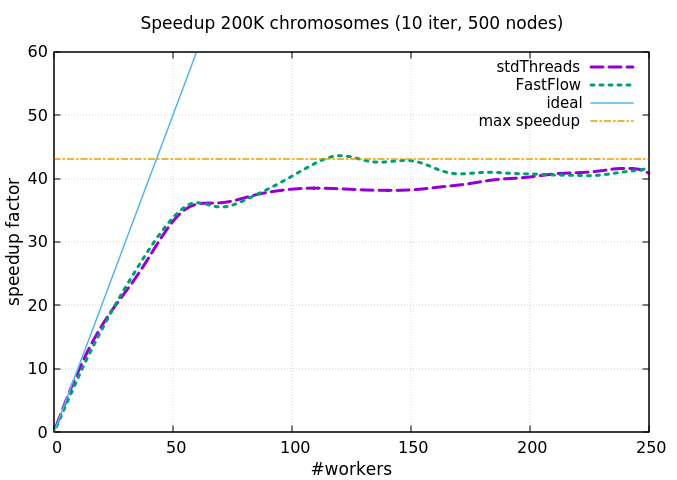 Speedup 200K chromosomes (10 iter, 500 nodes)
60
50
40
30
20
10
0
speedup factor
stdThreads
FastFlow
ideal
max speedup
0 50 100 150 200 250
#workers